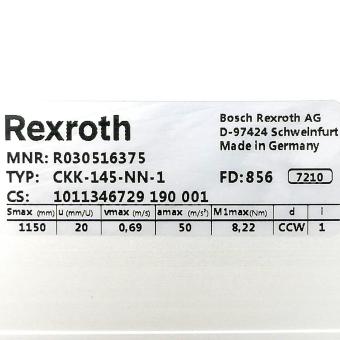 Rexroth
Bosch Rexroth AG
D-97424 Schweinfurt
Made in Germany
MNR: R030516375
TYP: CKK-145-NN-1 FD: 856 7210
CS: 1011346729 190 001
Smax (mm) u (mm/U) vmax (m/s) amax (m/s²) M1max(Nm) d i
1150 20 0,69 50 8,22 CCW 1